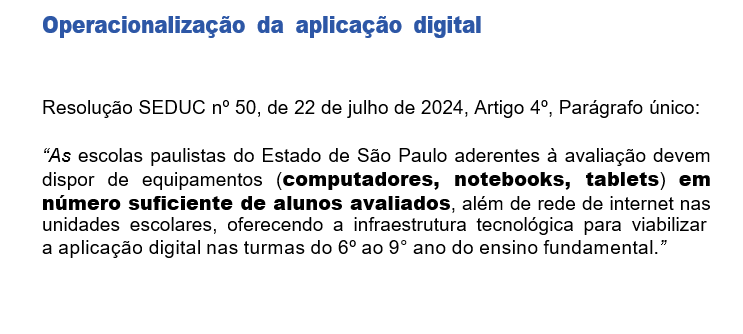 Operacionalização da aplicação digital
Resolução SEDUC nº 50, de 22 de julho de 2024, Artigo 4º, Parágrafo único:
“As escolas paulistas do Estado de São Paulo aderentes à avaliação devem
dispor de equipamentos (computadores, notebooks, tablets) em
número suficiente de alunos avaliados, além de rede de internet nas
unidades escolares, oferecendo a infraestrutura tecnológica para viabilizar
a aplicação digital nas turmas do 6º ao 9° ano do ensino fundamental.”